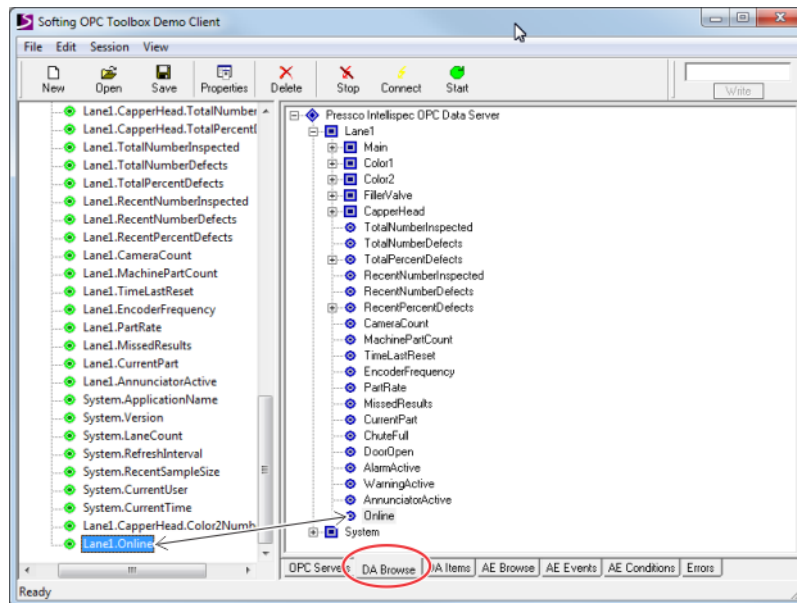 Softing OPC Toolbox Demo Client
File Edit Session View
New Open Save Properties Delete Stop Connect Start Write
Lane1.CapperHead.TotalNumber
Lane1.CapperHead.TotalPercentI
Lane1.TotalNumberInspected
Lane1.TotalNumberDefects
Lane1.TotalPercentDefects
Lane1.RecentNumberInspected
Lane1.RecentNumberDefects
Lane1.RecentPercentDefects
Lane1.CameraCount
Lane1.MachinePartCount
Lane1.TimeLastReset
Lane1.EncoderFrequency
Lane1.PartRate
Lane1.MissedResults
Lane1.CurrentPart
Lane1.AnnunciatorActive
System.ApplicationName
System.Version
System.LaneCount
System.RefreshInterval
System.RecentSampleSize
System.CurrentUser
System.CurrentTime
Lane1.CapperHead.Color2Numb
Lane1.Online
Pressco Intellispec OPC Data Server
Lane1
Main
Color1
Color2
FillerValve
CapperHead
TotalNumberInspected
TotalNumberDefects
TotalPercentDefects
RecentNumberInspected
RecentNumberDefects
RecentPercentDefects
CameraCount
MachinePartCount
TimeLastReset
EncoderFrequency
PartRate
MissedResults
CurrentPart
ChuteFull
DoorOpen
AlarmActive
WarningActive
AnnunciatorActive
Online
System
OPC Servers DA Browse DA Items AE Browse AE Events AE Conditions Errors
Ready